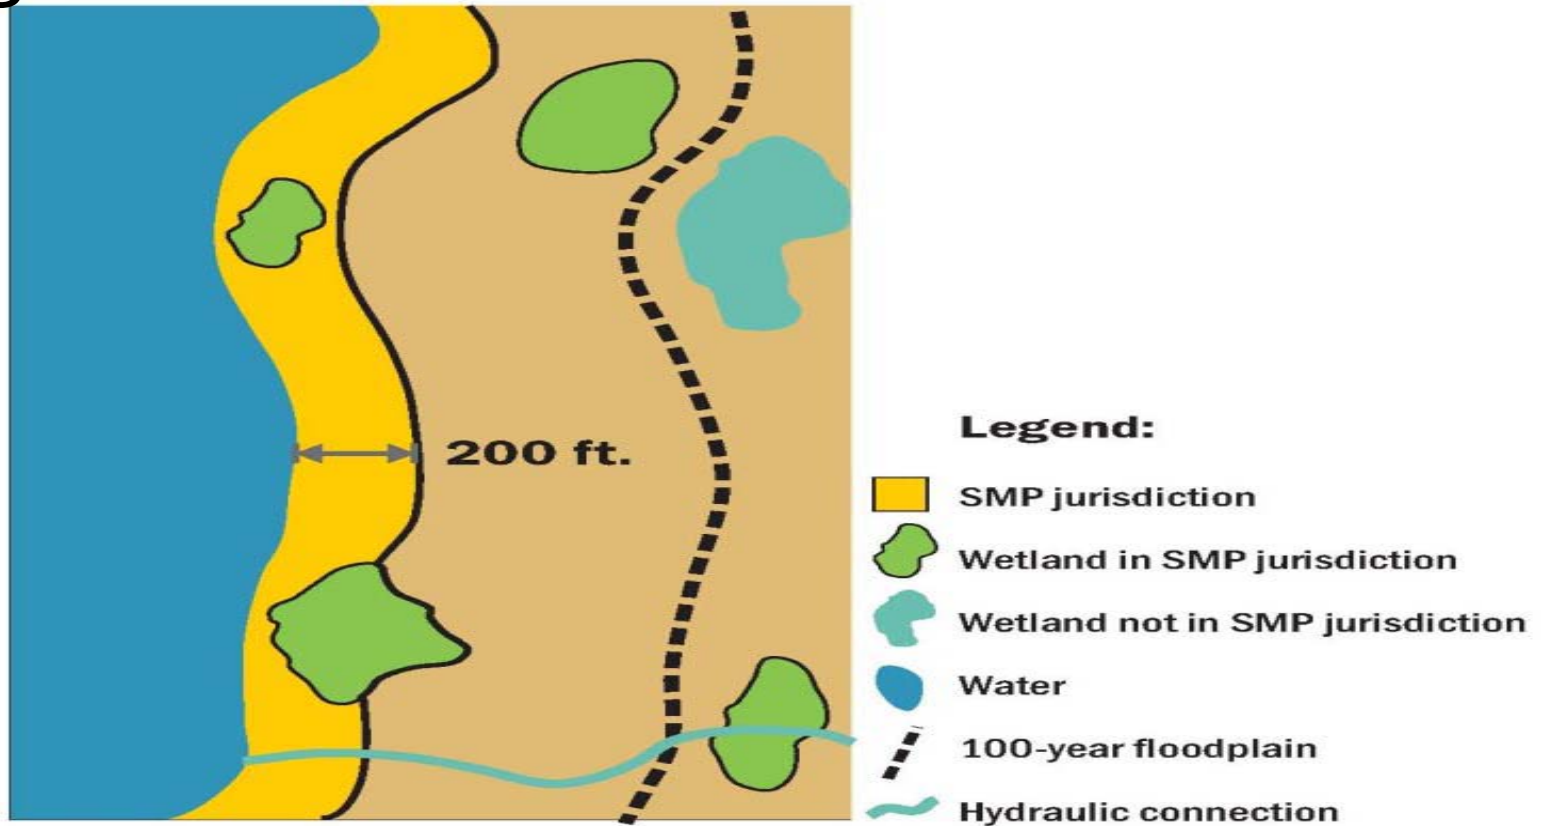 200 ft.
Legend:
SMP jurisdiction
Wetland in SMP jurisdiction
Wetland not in SMP jurisdiction
Water
100-year floodplain
Hydraulic connection